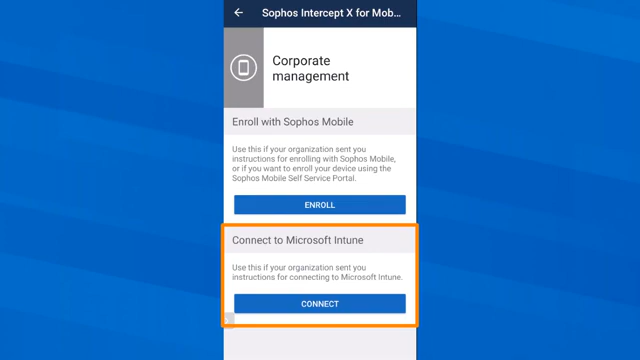 Sophos Intercept X for Mob...
Corporate
management
Enroll with Sophos Mobile
Use this if your organization sent you
instructions for enrolling with Sophos Mobile,
or if you want to enroll your device using the
Sophos Mobile Self Service Portal.
ENROLL
Connect to Microsoft Intune
Use this if your organization sent you
instructions for connecting to Microsoft Intune.
CONNECT